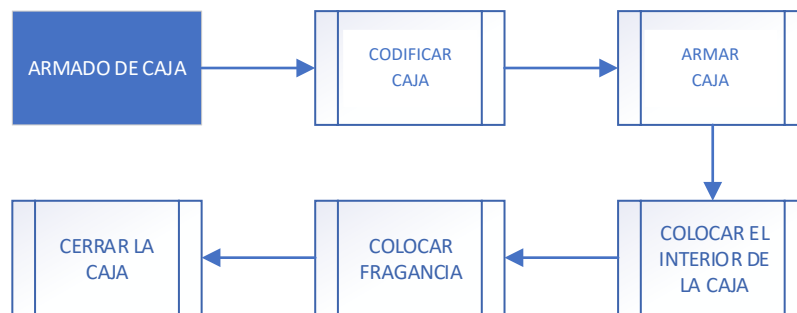 ARMADO DE CAJA
CODIFICAR
CAJA
ARMAR
CAJA
COLOCAR EL
INTERIOR DE
LA CAJA
COLOCAR
FRAGANCIA
CERRAR LA
CAJA